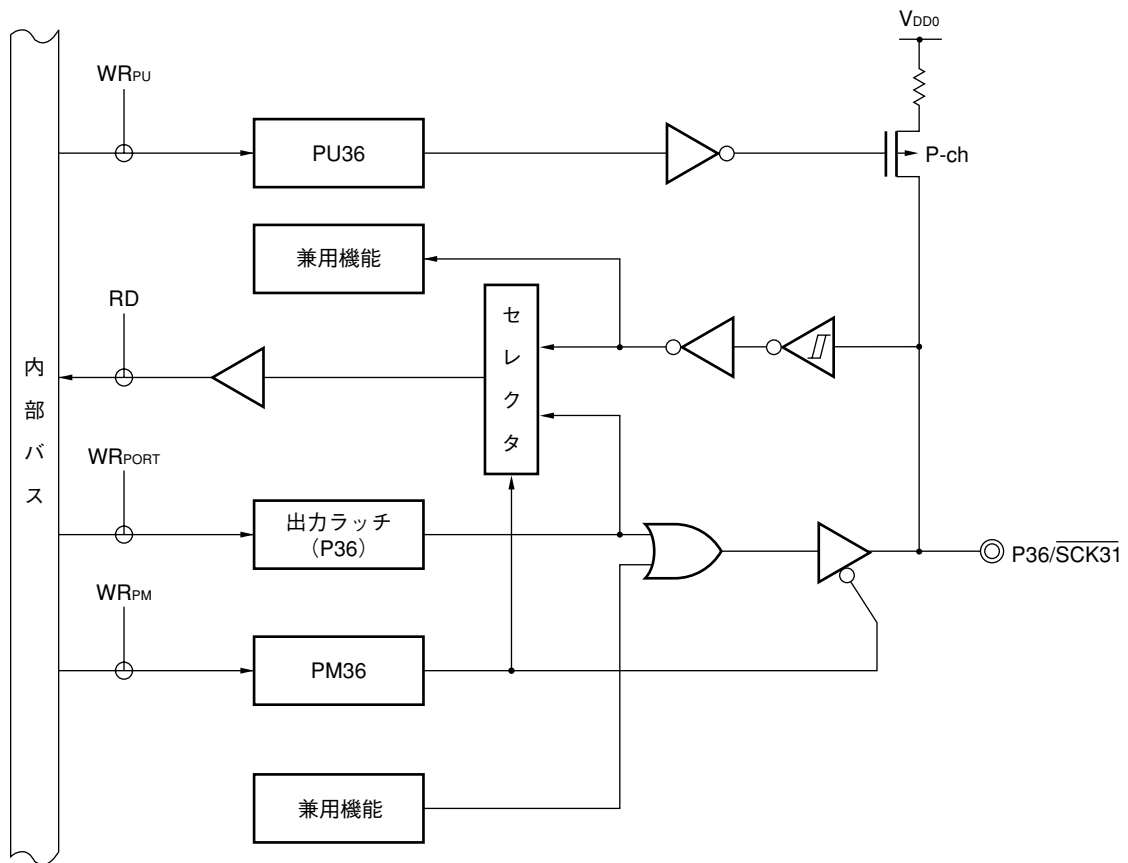 VDD0
WRPU
PU36
P-ch
兼用機能
RD
セレクタ
内部バス
WRPORT
出力ラッチ
（P36）
P36/SCK31
WRPM
PM36
兼用機能